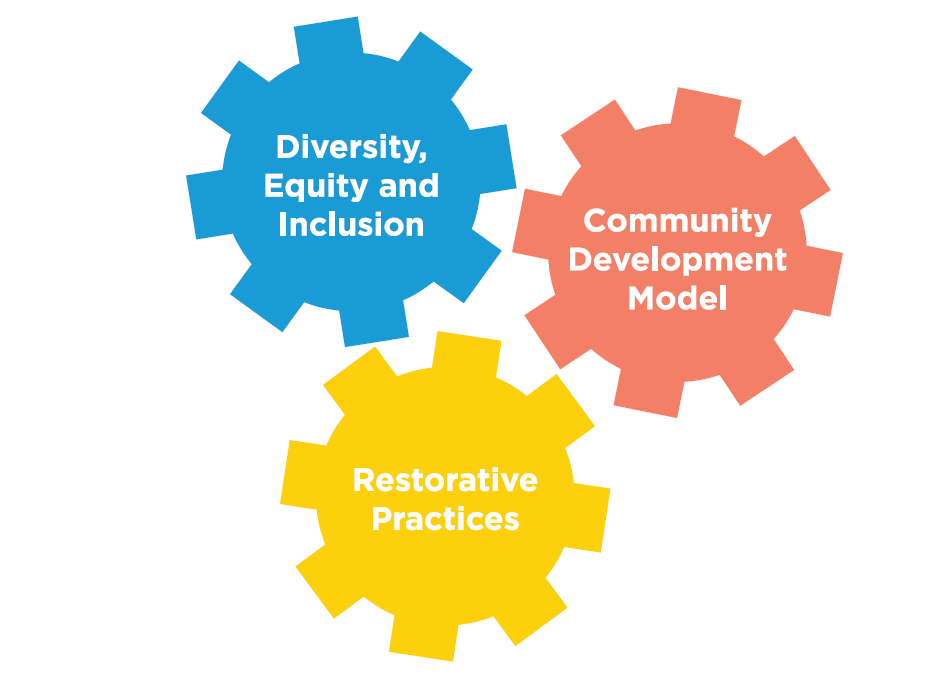 Diversity,
Equity and
Inclusion
Community
Development
Model
Restorative
Practices